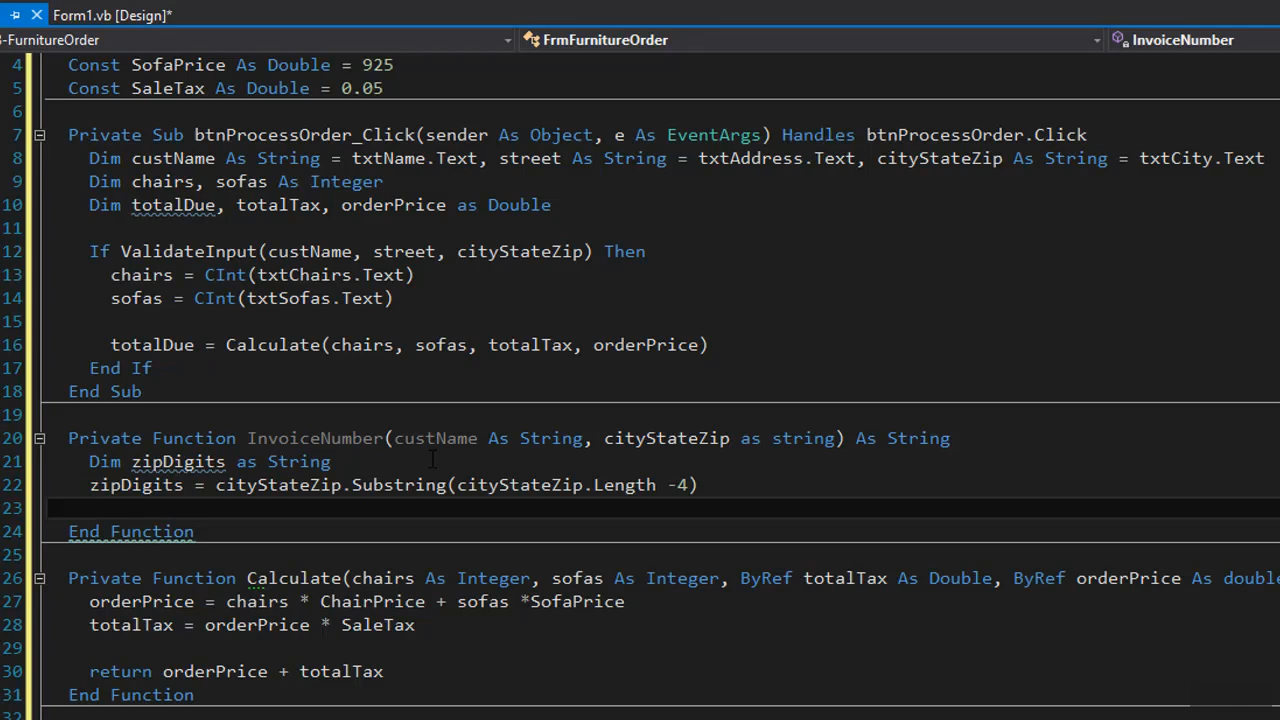 Form1.vb [Design]*
-FurnitureOrder FrmFurnitureOrder InvoiceNumber
4 Const SofaPrice As Double = 925
5 Const SaleTax As Double = 0.05
6
7 Private Sub btnProcessOrder_Click(sender As Object, e As EventArgs) Handles btnProcessOrder.Click
8 Dim custName As String = txtName.Text, street As String = txtAddress.Text, cityStateZip As String = txtCity.Text
9 Dim chairs, sofas As Integer
10 Dim totalDue, totalTax, orderPrice as Double
11
12 If ValidateInput(custName, street, cityStateZip) Then
13 chairs = CInt(txtChairs.Text)
14 sofas = CInt(txtSofas.Text)
15
16 totalDue = Calculate(chairs, sofas, totalTax, orderPrice)
17 End If
18 End Sub
19
20 Private Function InvoiceNumber(custName As String, cityStateZip as string) As String
21 Dim zipDigits as String
22 zipDigits = cityStateZip.Substring(cityStateZip.Length -4)
23
24 End Function
25
26 Private Function Calculate(chairs As Integer, sofas As Integer, ByRef totalTax As Double, ByRef orderPrice As double
27 orderPrice = chairs * ChairPrice + sofas *SofaPrice
28 totalTax = orderPrice * SaleTax
29
30 return orderPrice + totalTax
31 End Function
32